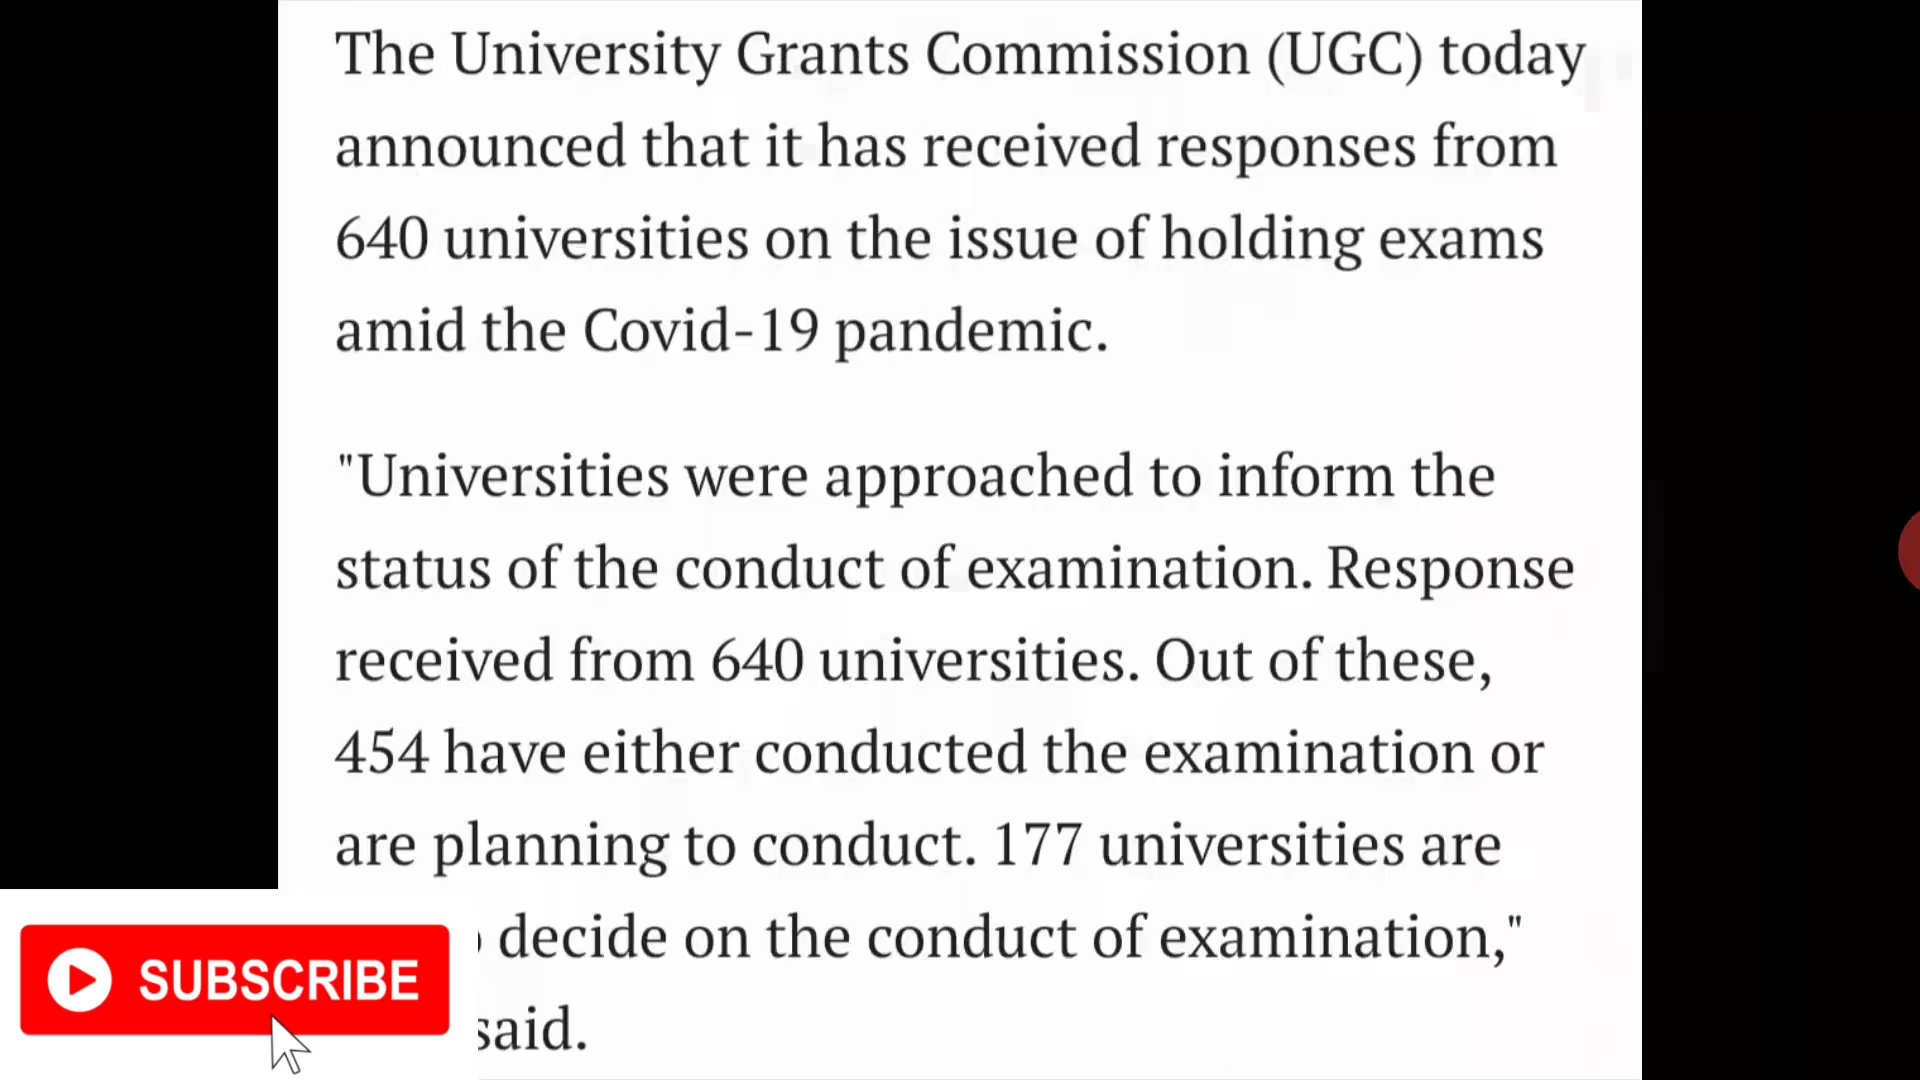 The University Grants Commission (UGC) today
announced that it has received responses from
640 universities on the issue of holding exams
amid the Covid-19 pandemic.
"Universities were approached to inform the
status of the conduct of examination. Response
received from 640 universities. Out of these,
454 have either conducted the examination or
are planning to conduct. 177 universities are
decide on the conduct of examination,"
said.
SUBSCRIBE